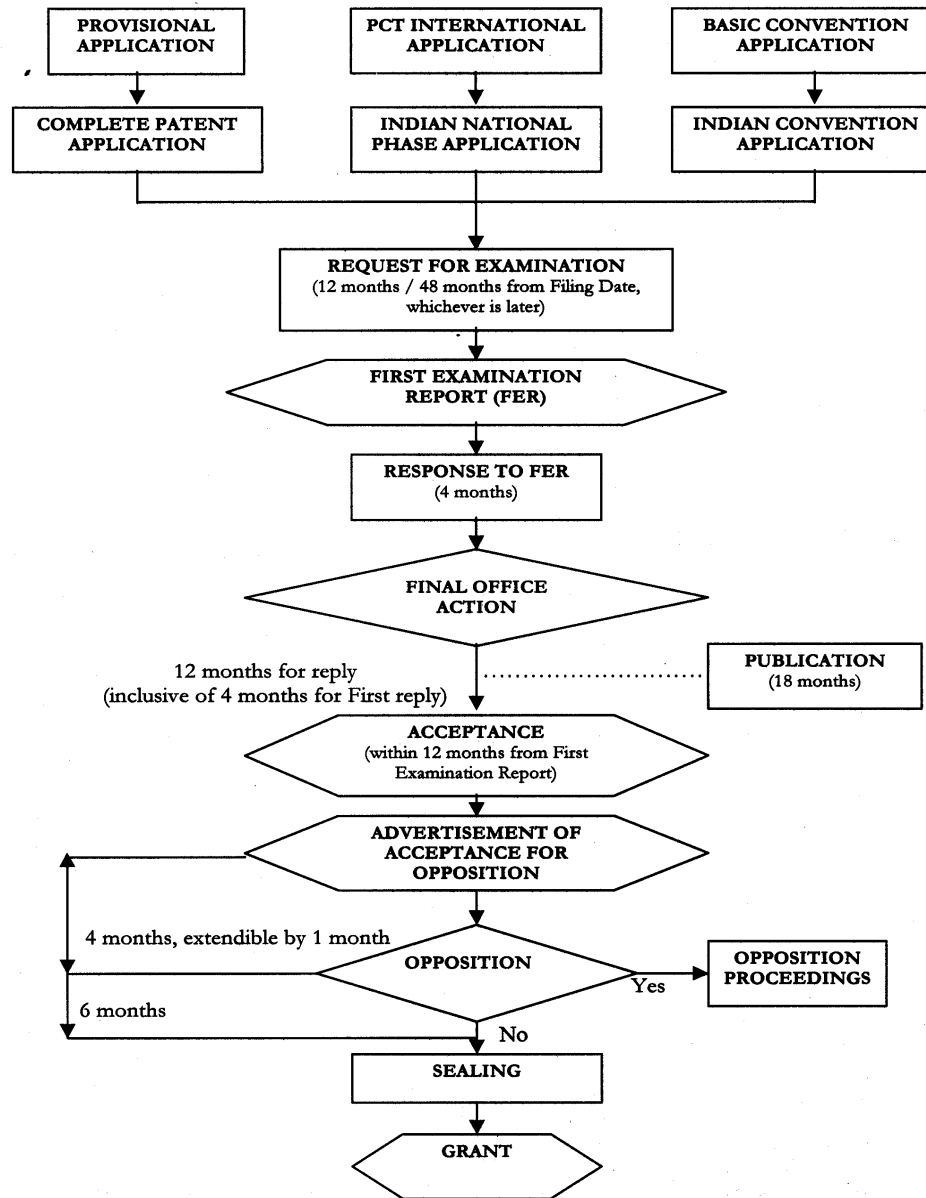 PROVISIONAL
APPLICATION
PCT INTERNATIONAL
APPLICATION
BASIC CONVENTION
APPLICATION
COMPLETE PATENT
APPLICATION
INDIAN NATIONAL
PHASE APPLICATION
INDIAN CONVENTION
APPLICATION
REQUEST FOR EXAMINATION
(12 months / 48 months from Filing Date,
whichever is later)
FIRST EXAMINATION
REPORT (FER)
RESPONSE TO FER
(4 months)
FINAL OFFICE
ACTION
12 months for reply
(inclusive of 4 months for First reply)
PUBLICATION
(18 months)
ACCEPTANCE
(within 12 months from First
Examination Report)
ADVERTISEMENT OF
ACCEPTANCE FOR
OPPOSITION
4 months, extendible by 1 month
OPPOSITION
Yes
OPPOSITION
PROCEEDINGS
6 months
No
SEALING
GRANT